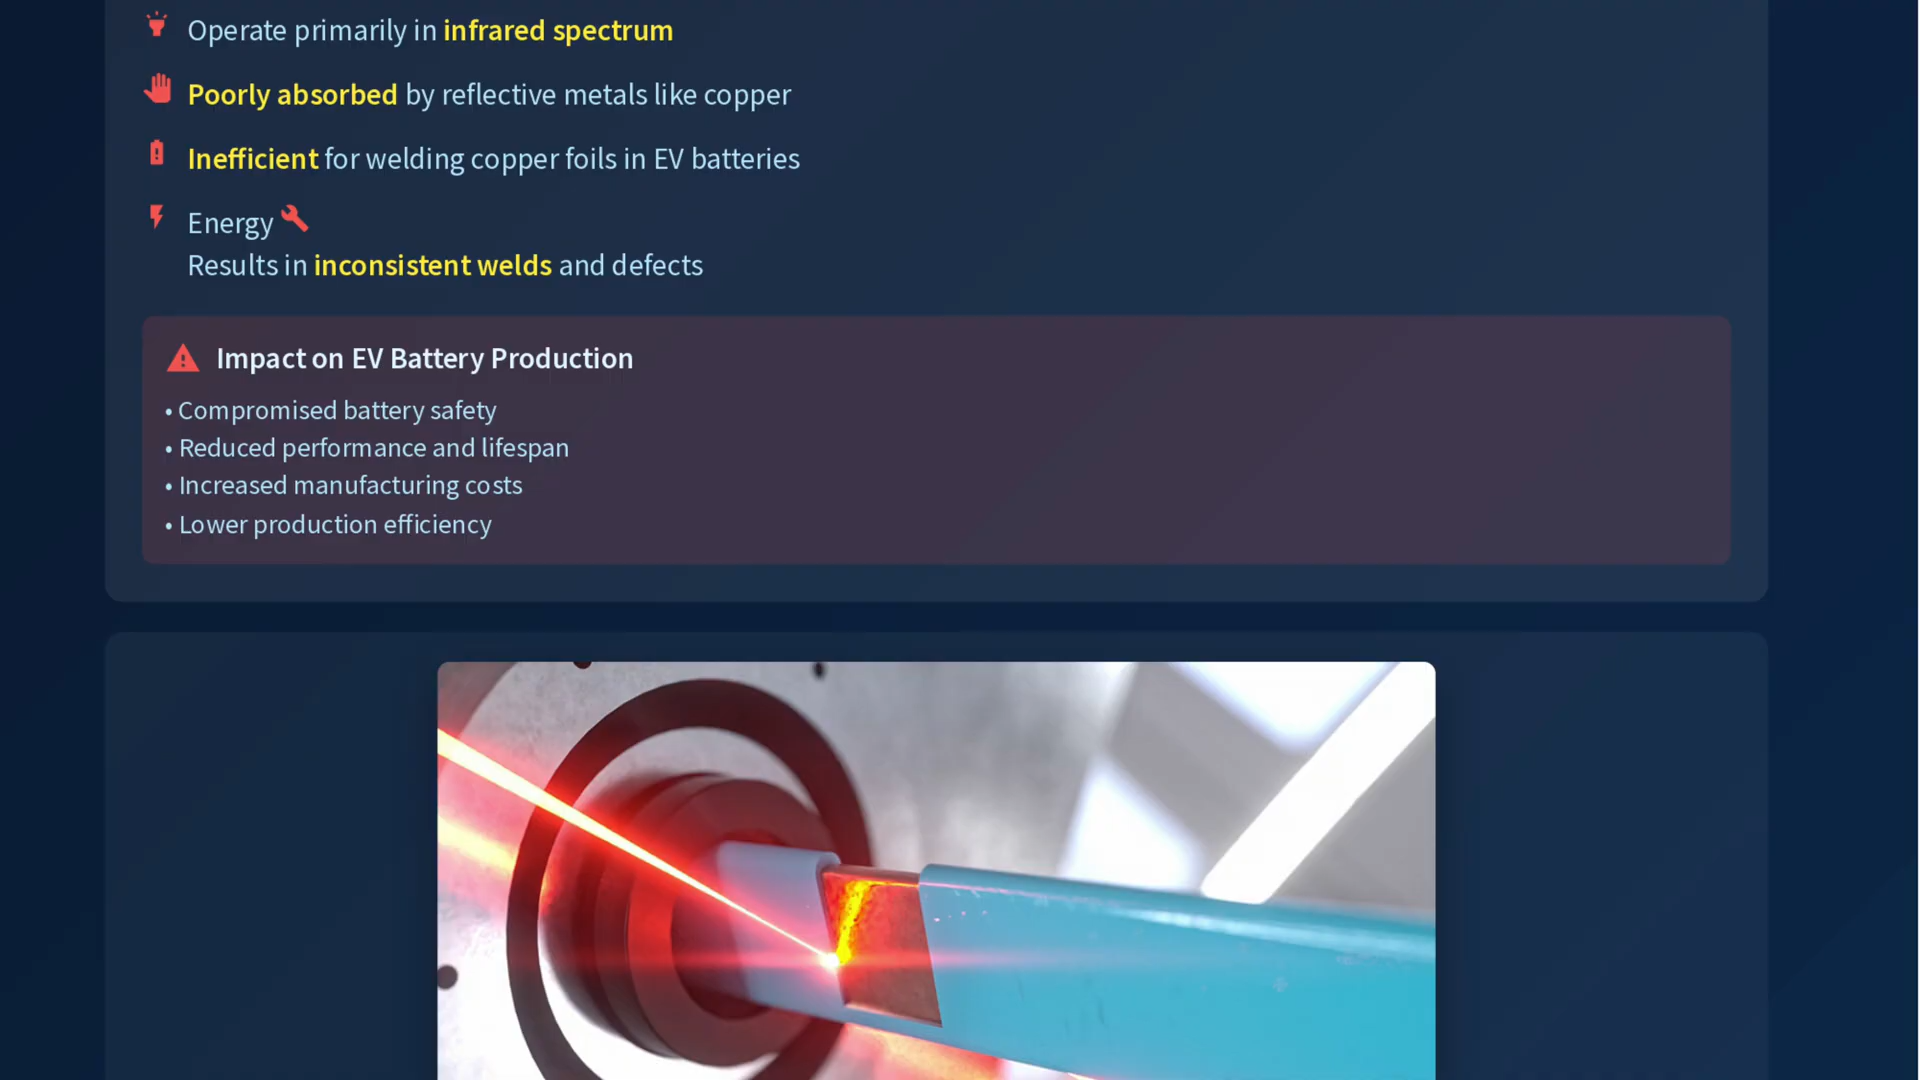 Operate primarily in infrared spectrum
Poorly absorbed by reflective metals like copper
Inefficient for welding copper foils in EV batteries
Energy
Results in inconsistent welds and defects
Impact on EV Battery Production
• Compromised battery safety
• Reduced performance and lifespan
• Increased manufacturing costs
• Lower production efficiency